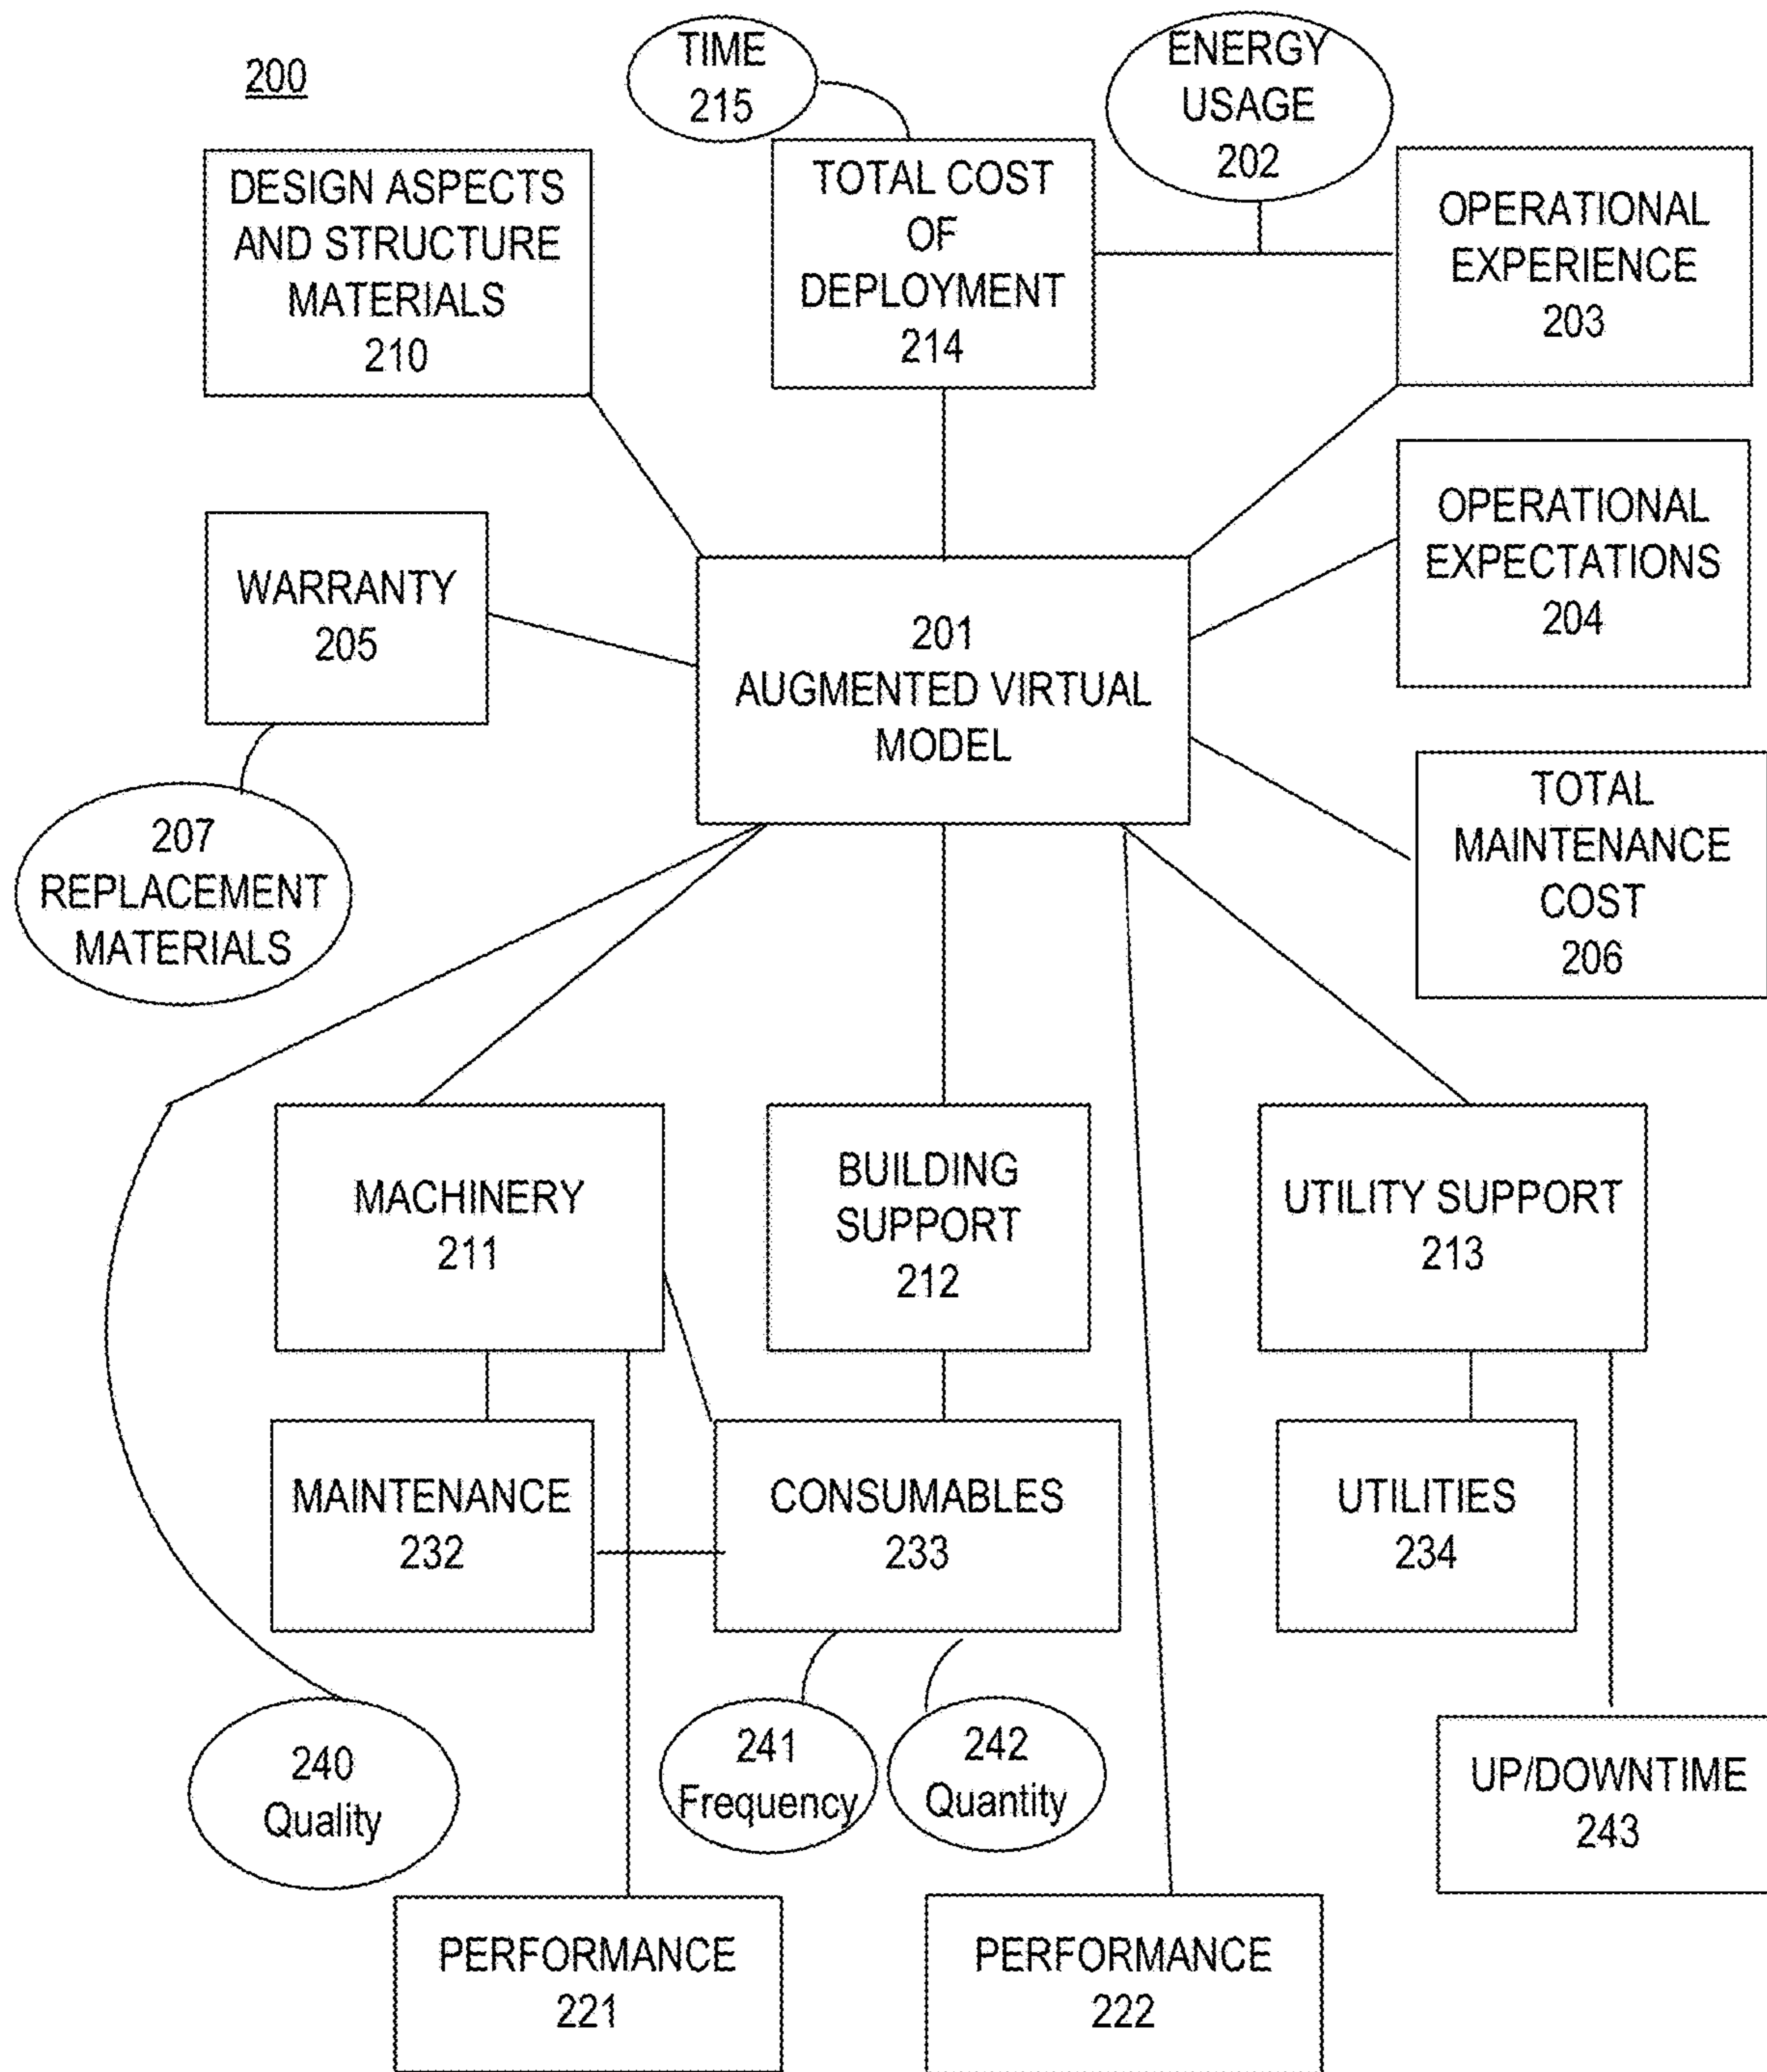 200
TIME
215
ENERGY
USAGE
202
DESIGN ASPECTS
AND STRUCTURE
MATERIALS
210
TOTAL COST
OF
DEPLOYMENT
214
OPERATIONAL
EXPERIENCE
203
OPERATIONAL
EXPECTATIONS
204
WARRANTY
205
201
AUGMENTED VIRTUAL
MODEL
TOTAL
MAINTENANCE
COST
206
207
REPLACEMENT
MATERIALS
MACHINERY
211
BUILDING
SUPPORT
212
UTILITY SUPPORT
213
MAINTENANCE
232
CONSUMABLES
233
UTILITIES
234
240
Quality
241
Frequency
242
Quantity
UP/DOWNTIME
243
PERFORMANCE
221
PERFORMANCE
222